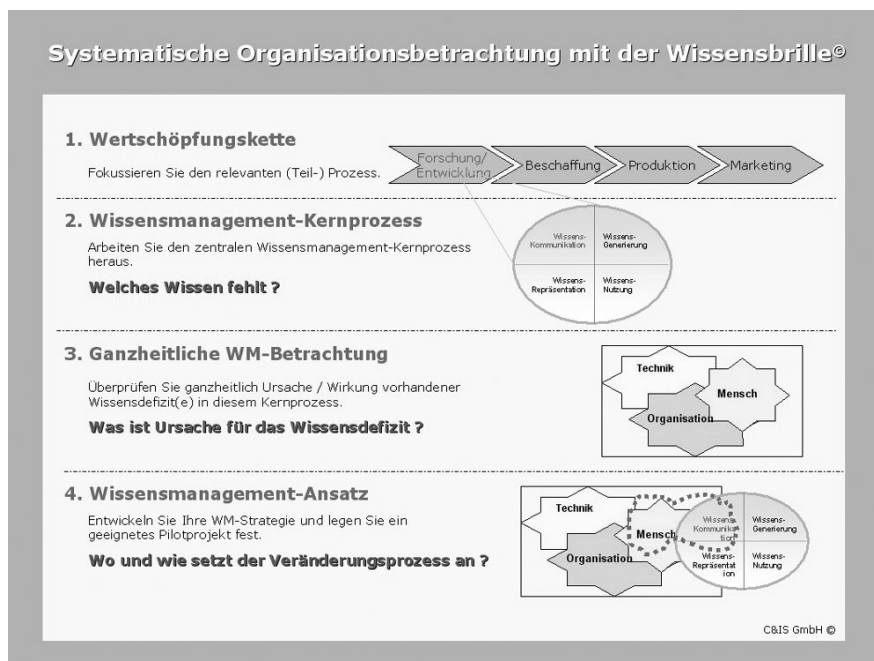 Systematische Organisationsbetrachtung mit der Wissensbrille©
1. Wertschöpfungskette
Fokussieren Sie den relevanten (Teil-) Prozess.
Forschung/
Entwicklung
Beschaffung
Produktion
Marketing
2. Wissensmanagement-Kernprozess
Arbeiten Sie den zentralen Wissensmanagement-Kernprozess
heraus.
Welches Wissen fehlt ?
Wissens-
Kommunikation
Wissens-
Generierung
Wissens-
Repräsentation
Wissens-
Nutzung
3. Ganzheitliche WM-Betrachtung
Überprüfen Sie ganzheitlich Ursache / Wirkung vorhandener
Wissensdefizit(e) in diesem Kernprozess.
Was ist Ursache für das Wissensdefizit ?
Technik
Mensch
Organisation
4. Wissensmanagement-Ansatz
Entwickeln Sie Ihre WM-Strategie und legen Sie ein
geeignetes Pilotprojekt fest.
Wo und wie setzt der Veränderungsprozess an ?
Technik
Mensch
Organisation
Wissens-
Kommunika
tion
Wissens-
Generierung
Wissens-
Repräsentat
ion
Wissens-
Nutzung
C&IS GmbH ©